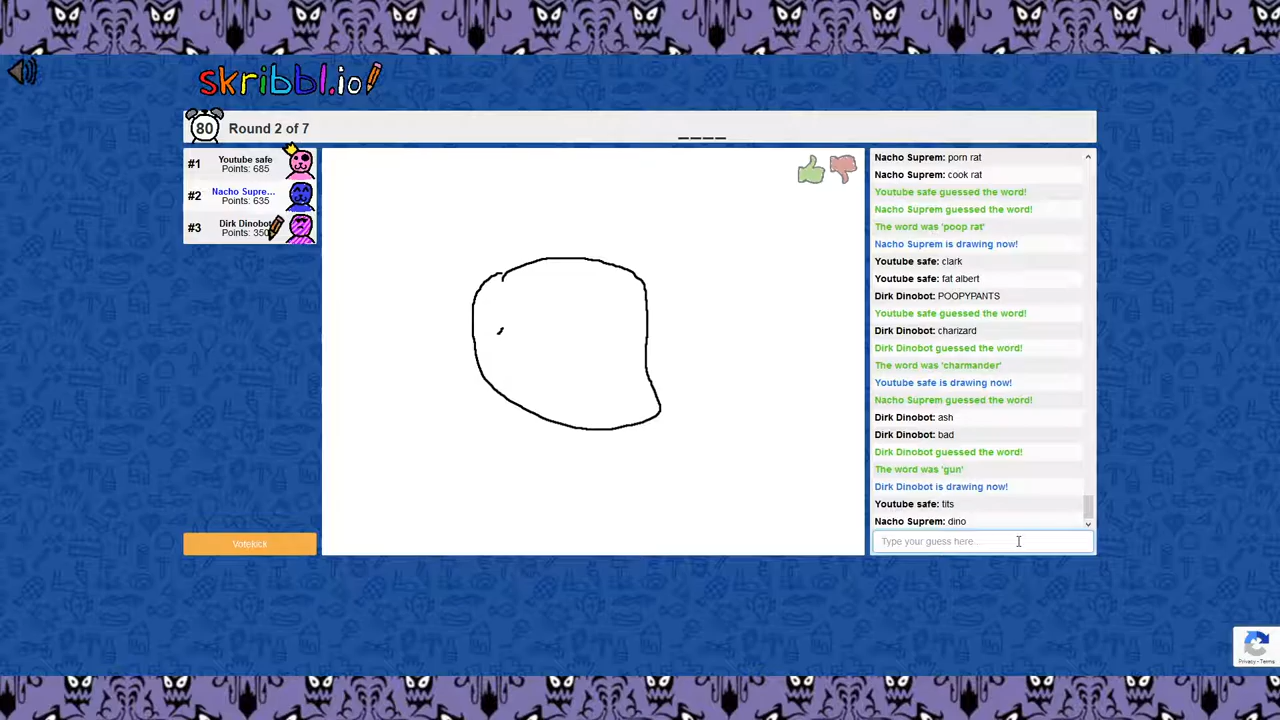 skribbl.io
80
Round 2 of 7
____
#1
Youtube safe
Points: 685
#2
Nacho Supre...
Points: 635
#3
Dirk Dinobot
Points: 350
Votekick
Nacho Suprem: porn rat
Nacho Suprem: cook rat
Youtube safe guessed the word!
Nacho Suprem guessed the word!
The word was 'poop rat'
Nacho Suprem is drawing now!
Youtube safe: clark
Youtube safe: fat albert
Dirk Dinobot: POOPYPANTS
Youtube safe guessed the word!
Dirk Dinobot: charizard
Dirk Dinobot guessed the word!
The word was 'charmander'
Youtube safe is drawing now!
Nacho Suprem guessed the word!
Dirk Dinobot: ash
Dirk Dinobot: bad
Dirk Dinobot guessed the word!
The word was 'gun'
Dirk Dinobot is drawing now!
Youtube safe: tits
Nacho Suprem: dino
Type your guess here...
Privacy - Terms